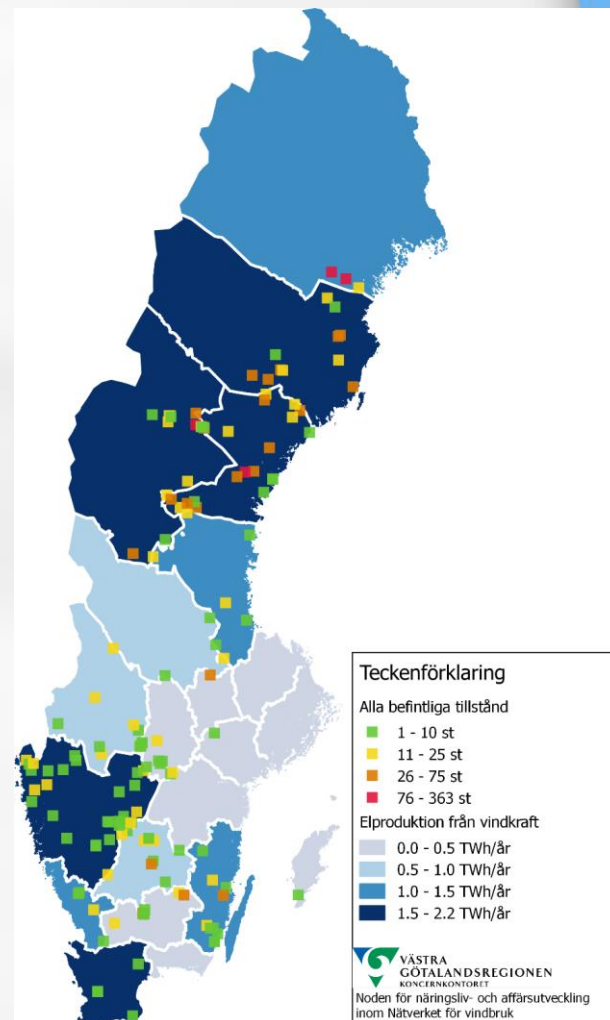 Teckenförklaring
Alla befintliga tillstånd
1 - 10 st
11 - 25 st
26 - 75 st
76 - 363 st
Elproduktion från vindkraft
0.0 - 0.5 TWh/år
0.5 - 1.0 TWh/år
1.0 - 1.5 TWh/år
1.5 - 2.2 TWh/år
VÄSTRA
GÖTALANDSREGIONEN
KONCERNKONTORET
Noden för näringsliv- och affärsutveckling
inom Nätverket för vindbruk